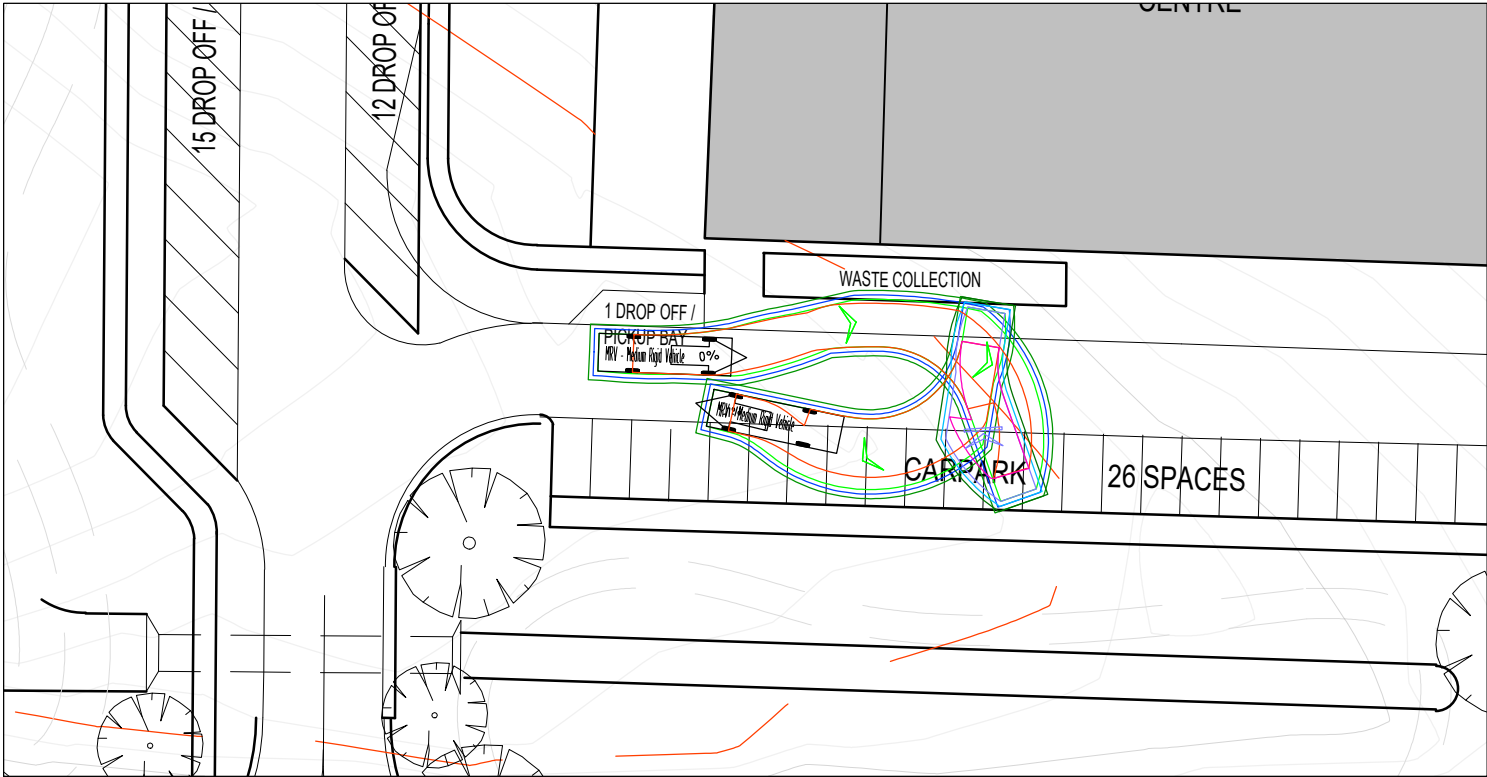 CENTRE
15 DROP OFF /
12 DROP OF
WASTE COLLECTION
1 DROP OFF /
PICKUP BAY
MRV - Medium Rigid Vehicle 0%
Medium Rigid Vehicle
CARPARK
26 SPACES